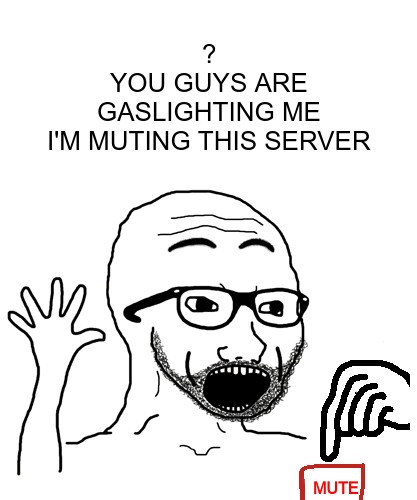 ?
YOU GUYS ARE
GASLIGHTING ME
I'M MUTING THIS SERVER
MUTE